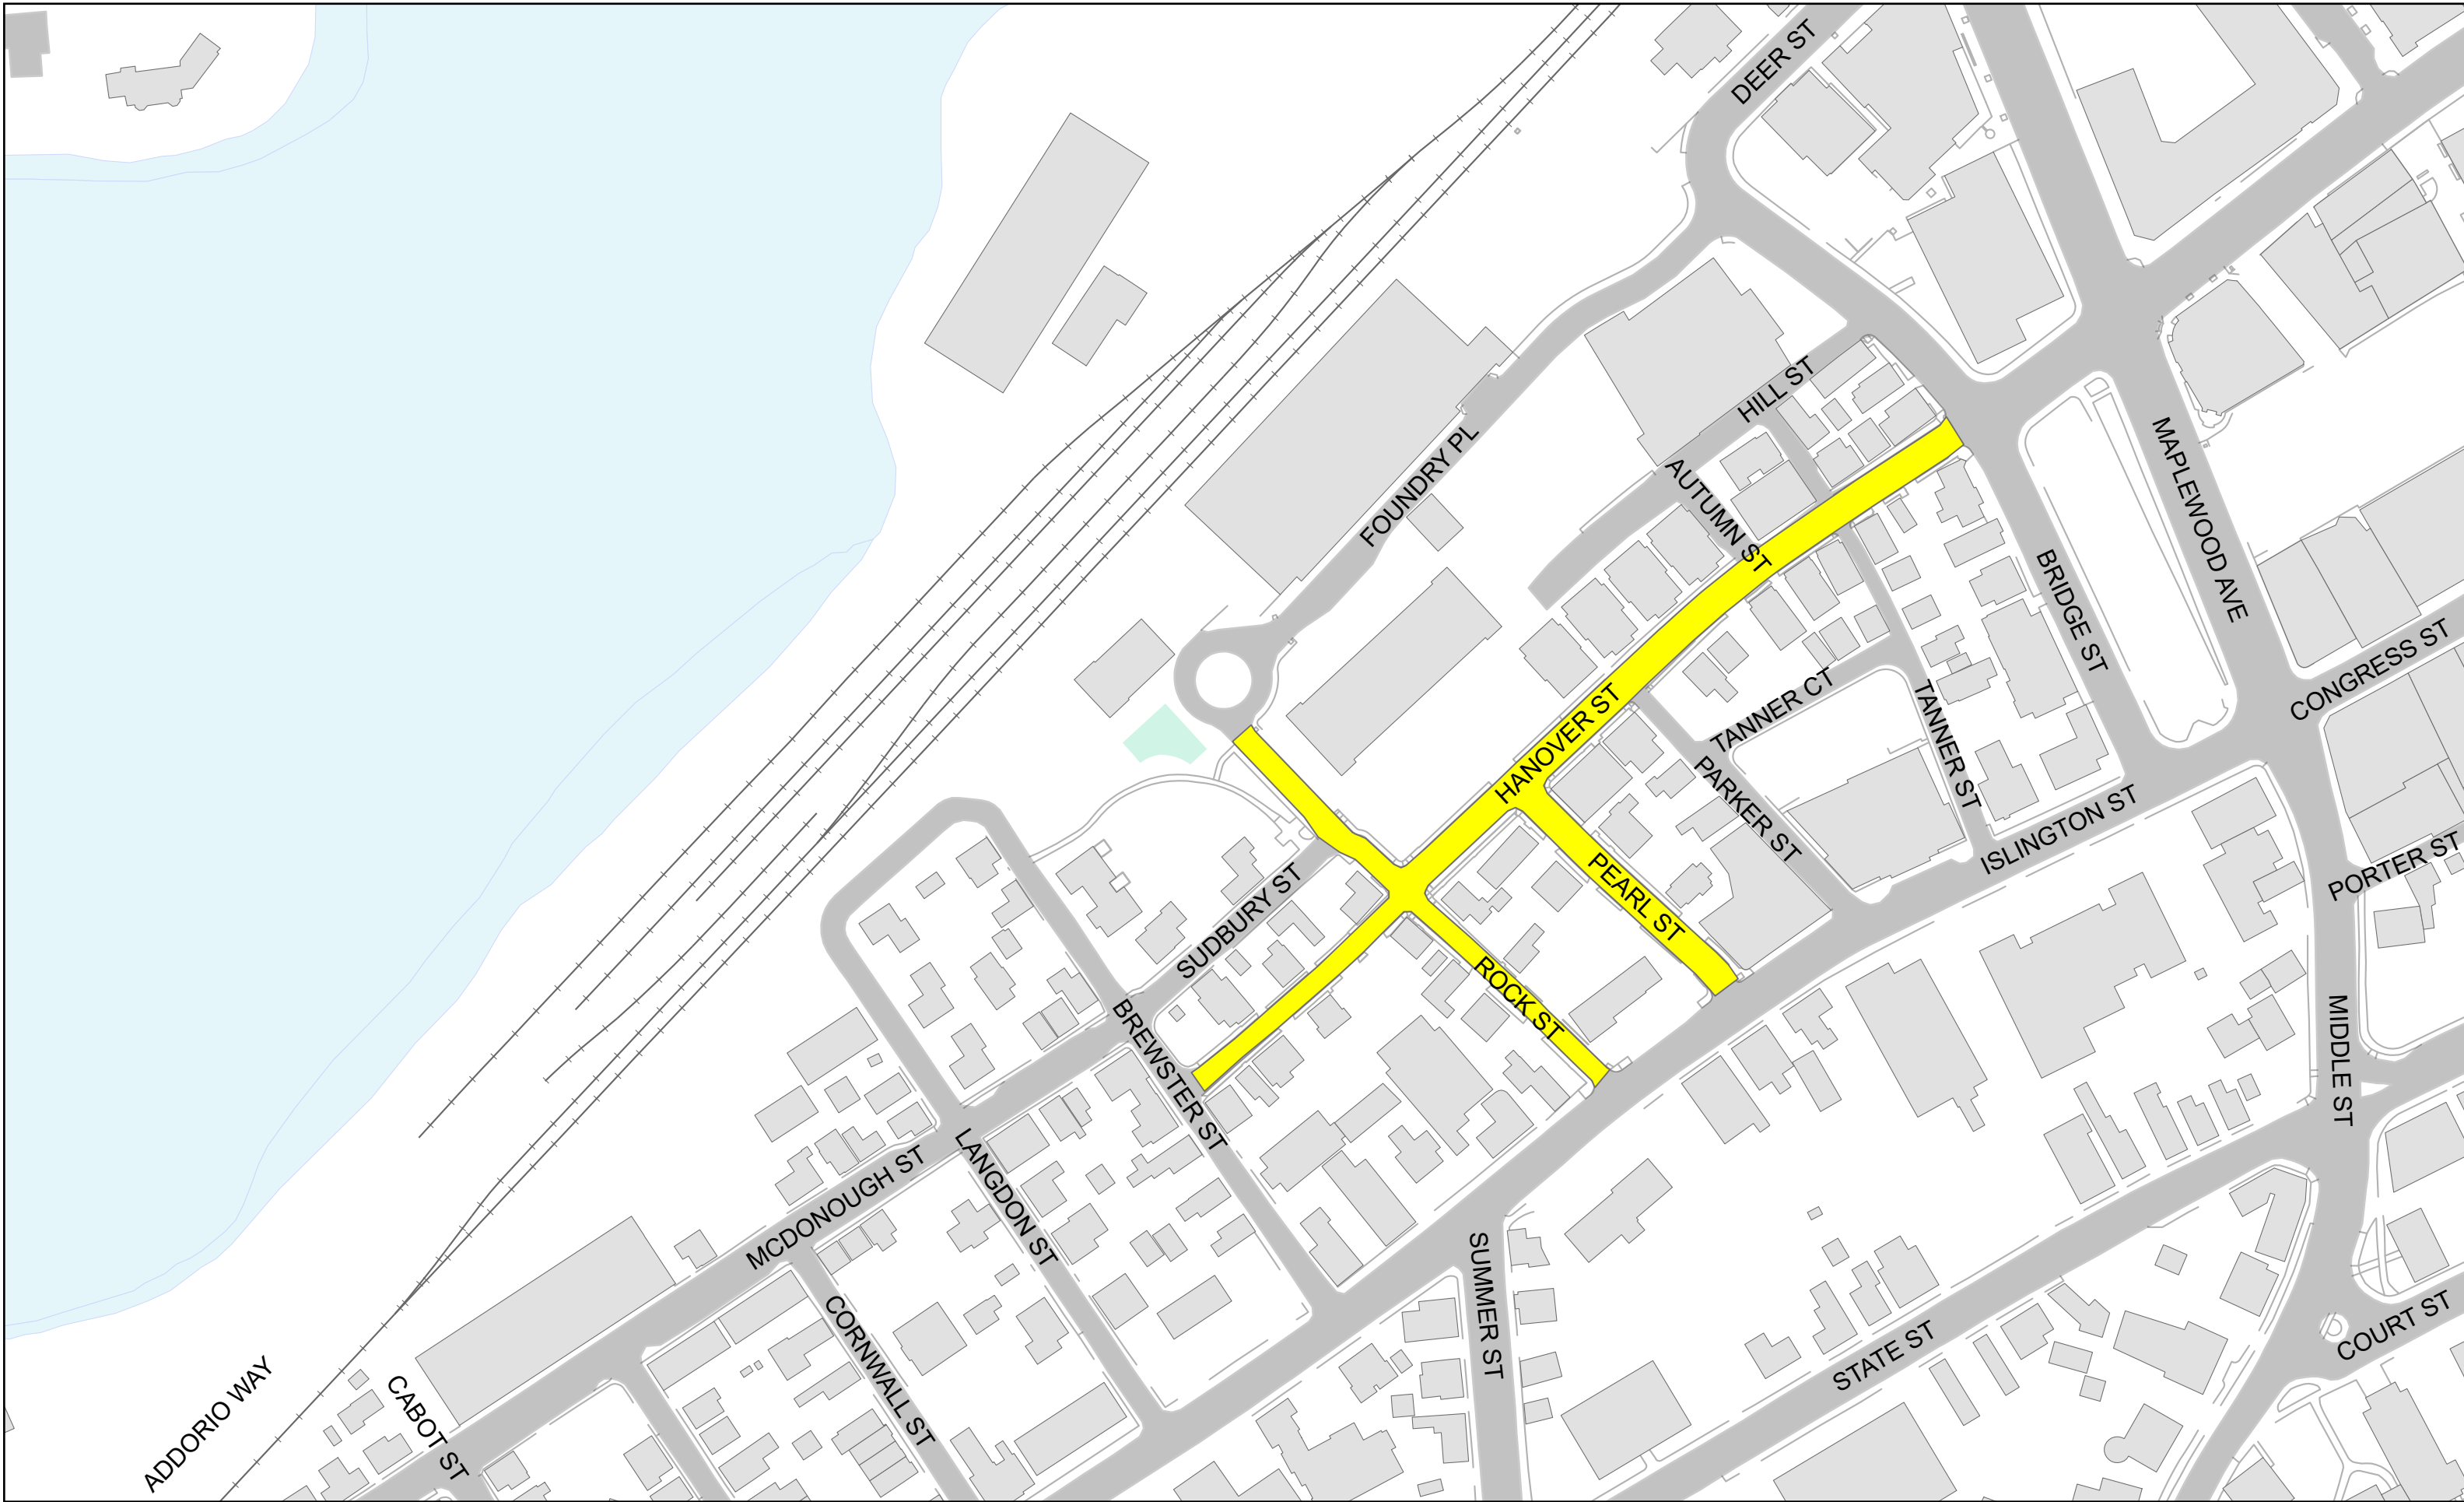 DEER ST
HILL ST
FOUNDRY PL
AUTUMN ST
MAPLEWOOD AVE
BRIDGE ST
CONGRESS ST
HANOVER ST
TANNER CT
TANNER ST
PARKER ST
ISLINGTON ST
PORTER ST
PEARL ST
SUDBURY ST
ROCK ST
BREWSTER ST
MIDDLE ST
MCDONOUGH ST
LANGDON ST
SUMMER ST
CORNWALL ST
STATE ST
COURT ST
ADDORIO WAY
CABOT ST